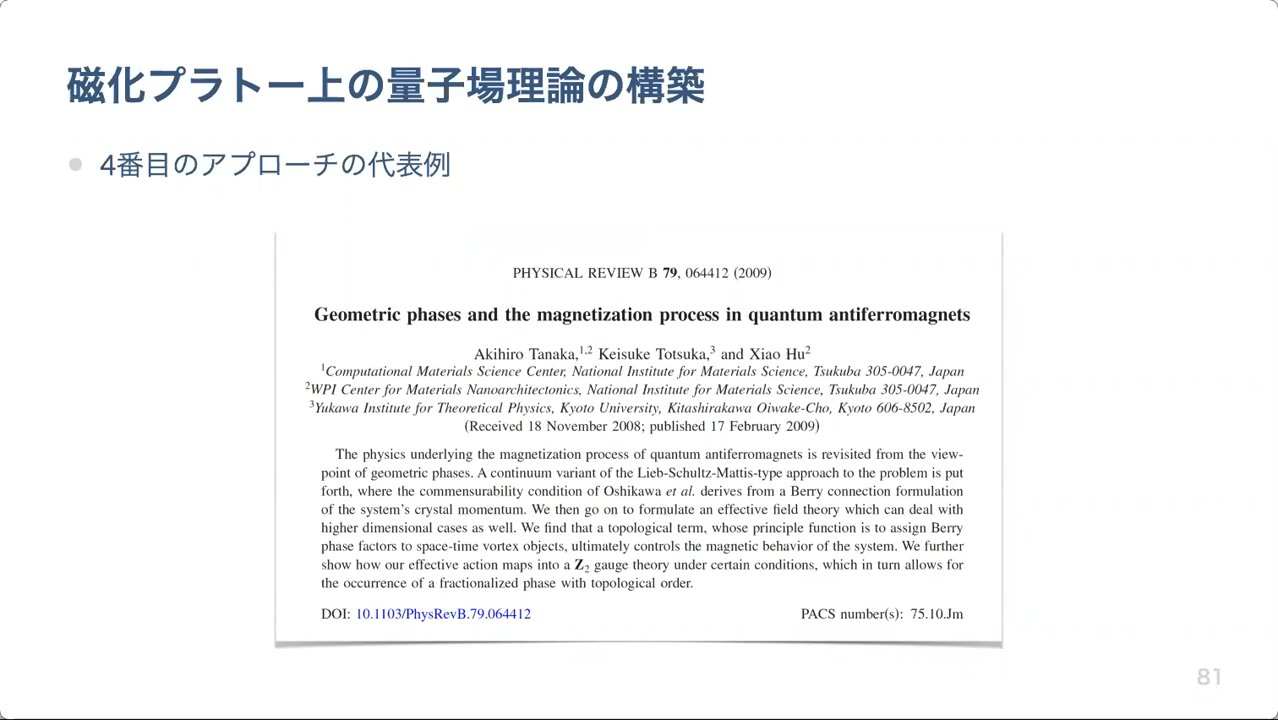 磁化プラトー上の量子場理論の構築
● 4番目のアプローチの代表例
PHYSICAL REVIEW B 79, 064412 (2009)
Geometric phases and the magnetization process in quantum antiferromagnets
Akihiro Tanaka,1,2 Keisuke Totsuka,3 and Xiao Hu2
1Computational Materials Science Center, National Institute for Materials Science, Tsukuba 305-0047, Japan
2WPI Center for Materials Nanoarchitectonics, National Institute for Materials Science, Tsukuba 305-0047, Japan
3Yukawa Institute for Theoretical Physics, Kyoto University, Kitashirakawa Oiwake-Cho, Kyoto 606-8502, Japan
(Received 18 November 2008; published 17 February 2009)
The physics underlying the magnetization process of quantum antiferromagnets is revisited from the view-
point of geometric phases. A continuum variant of the Lieb-Schultz-Mattis-type approach to the problem is put
forth, where the commensurability condition of Oshikawa et al. derives from a Berry connection formulation
of the system's crystal momentum. We then go on to formulate an effective field theory which can deal with
higher dimensional cases as well. We find that a topological term, whose principle function is to assign Berry
phase factors to space-time vortex objects, ultimately controls the magnetic behavior of the system. We further
show how our effective action maps into a Z2 gauge theory under certain conditions, which in turn allows for
the occurrence of a fractionalized phase with topological order.
DOI: 10.1103/PhysRevB.79.064412 PACS number(s): 75.10.Jm
81